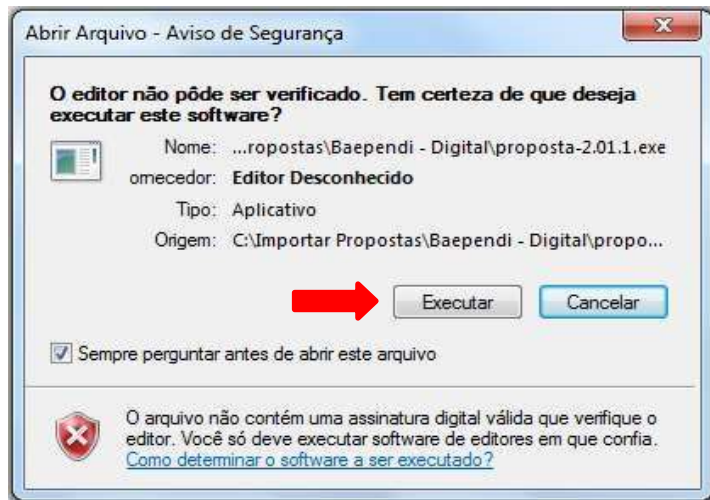 Abrir Arquivo - Aviso de Segurança
O editor não pôde ser verificado. Tem certeza de que deseja
executar este software?
Nome: ...ropostas\Baependi - Digital\proposta-2.01.1.exe
omecedor: Editor Desconhecido
Tipo: Aplicativo
Origem: C:\Importar Propostas\Baependi - Digital\propo...
Executar Cancelar
Sempre perguntar antes de abrir este arquivo
O arquivo não contém uma assinatura digital válida que verifique o
editor. Você só deve executar software de editores em que confia.
Como determinar o software a ser executado?